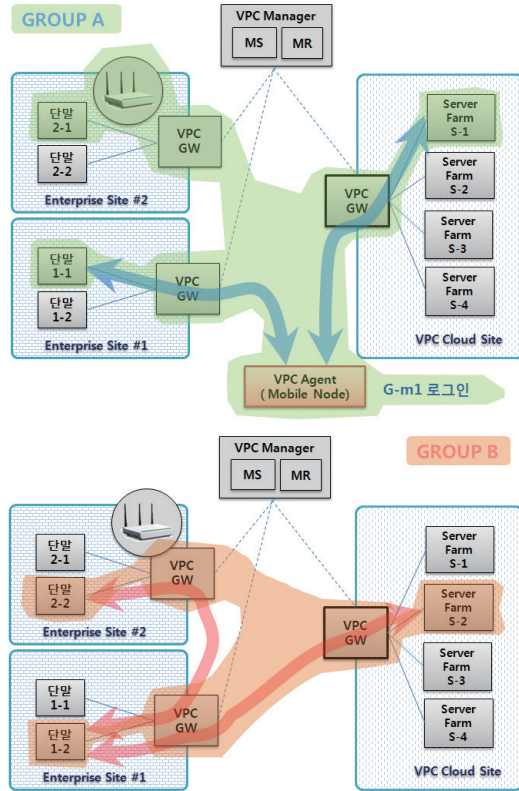 GROUP A
VPC Manager
MS
MR
단말
2-1
단말
2-2
VPC
GW
Enterprise Site #2
단말
1-1
단말
1-2
VPC
GW
Enterprise Site #1
VPC
GW
Server
Farm
S-1
Server
Farm
S-2
Server
Farm
S-3
Server
Farm
S-4
VPC Cloud Site
VPC Agent
( Mobile Node)
G-m1 로그인
GROUP B
VPC Manager
MS
MR
단말
2-1
단말
2-2
VPC
GW
Enterprise Site #2
단말
1-1
단말
1-2
VPC
GW
Enterprise Site #1
VPC
GW
Server
Farm
S-1
Server
Farm
S-2
Server
Farm
S-3
Server
Farm
S-4
VPC Cloud Site